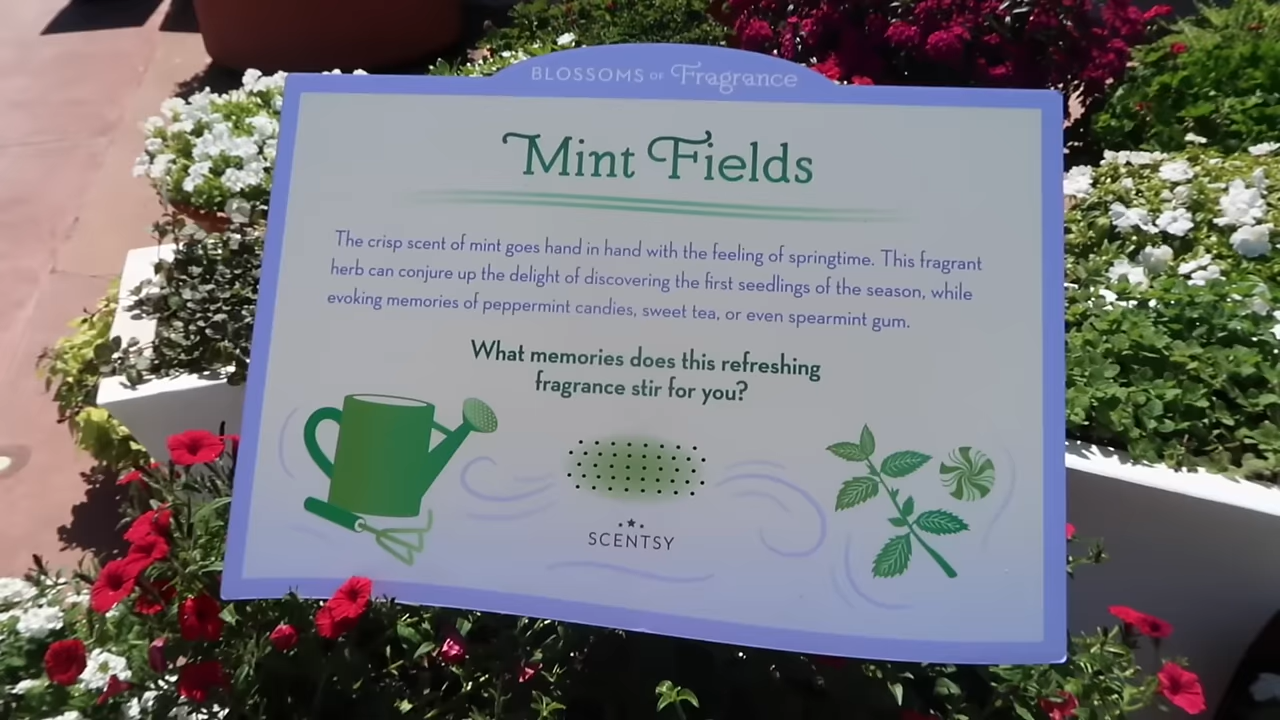 BLOSSOMS OF Fragrance
Mint Fields
The crisp scent of mint goes hand in hand with the feeling of springtime. This fragrant
herb can conjure up the delight of discovering the first seedlings of the season, while
evoking memories of peppermint candies, sweet tea, or even spearmint gum.
What memories does this refreshing
fragrance stir for you?
SCENTSY